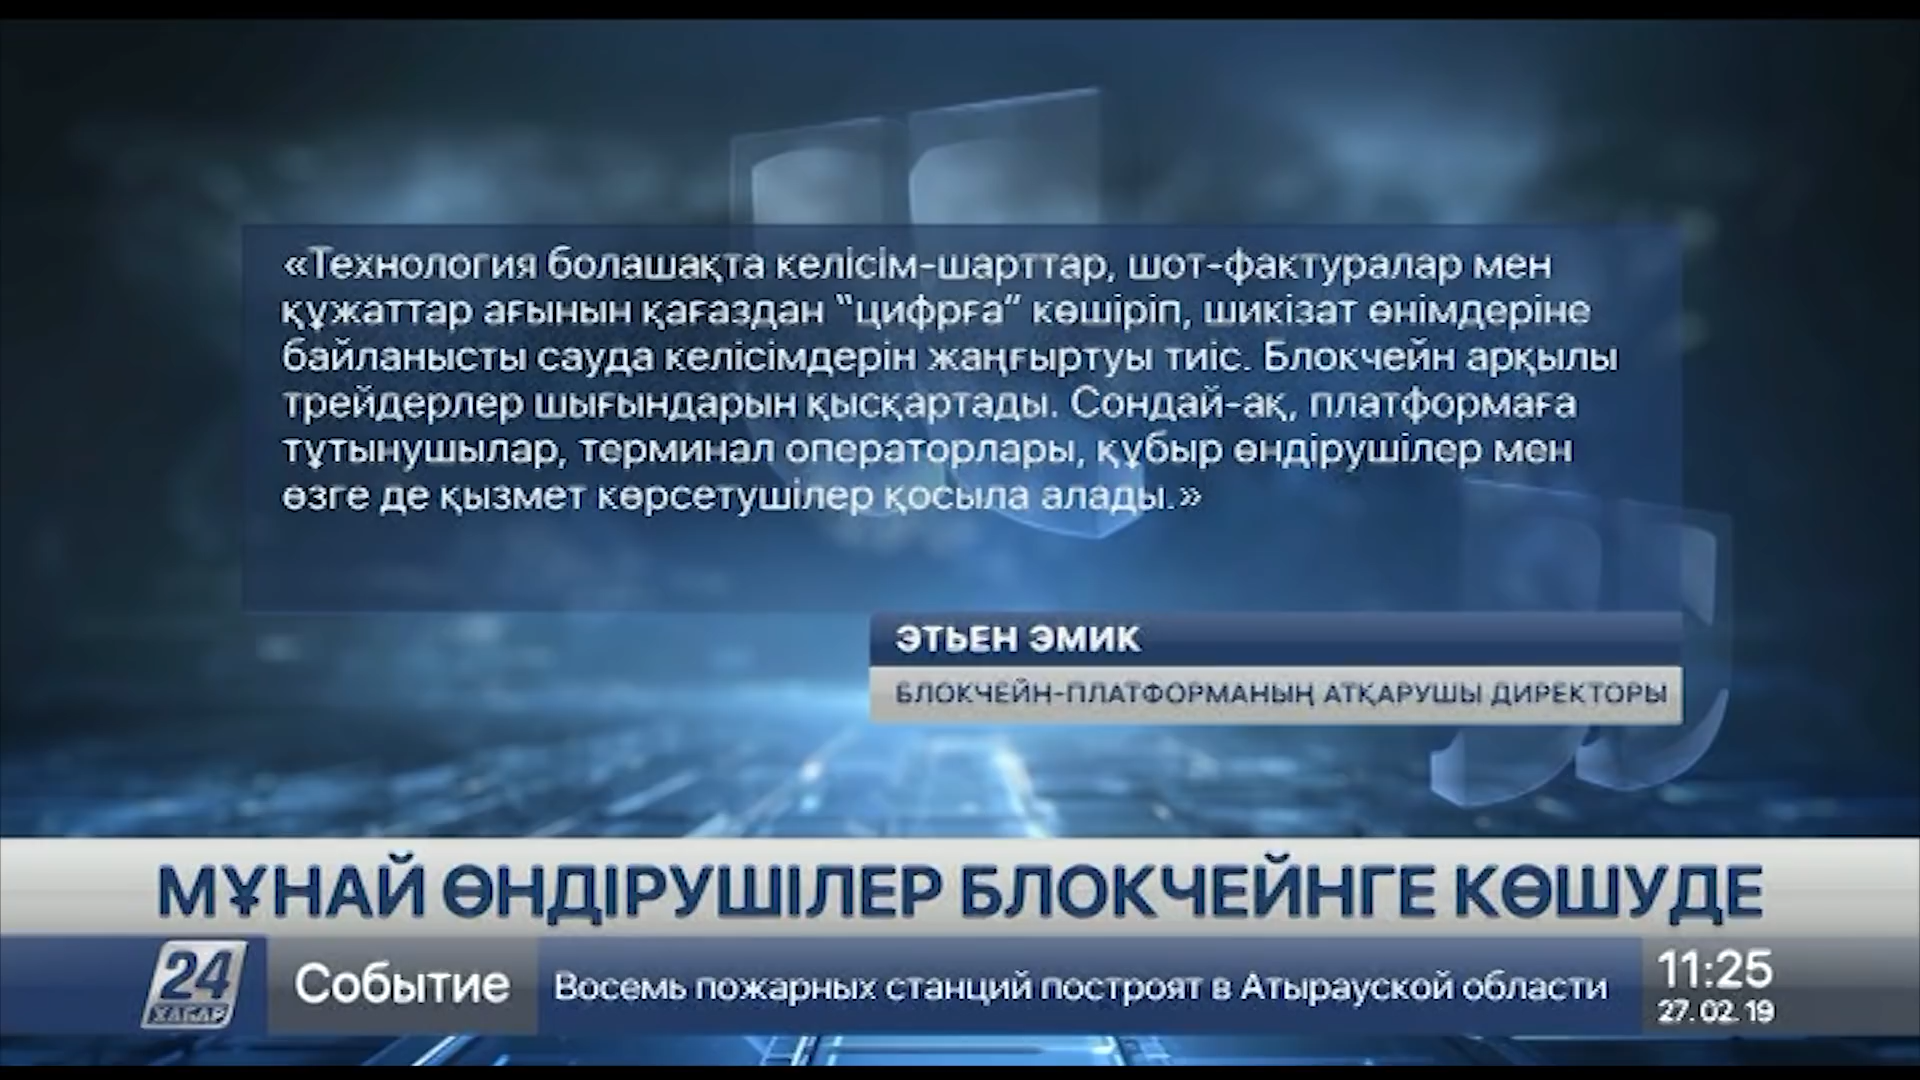 «Технология болашақта келісім-шарттар, шот-фактуралар мен
құжаттар ағынын қағаздан “цифрға” көшіріп, шикізат өнімдеріне
байланысты сауда келісімдерін жаңғыртуы тиіс. Блокчейн арқылы
трейдерлер шығындарын қысқартады. Сондай-ақ, платформаға
тұтынушылар, терминал операторлары, құбыр өндірушілер мен
өзге де қызмет көрсетушілер қосыла алады.»
ЭТЬЕН ЭМИК
БЛОКЧЕЙН-ПЛАТФОРМАНЫҢ АТҚАРУШЫ ДИРЕКТОРЫ
МҰНАЙ ӨНДІРУШІЛЕР БЛОКЧЕЙНГЕ КӨШУДЕ
24
ХАБАР
Событие
Восемь пожарных станций построят в Атырауской области
11:25
27.02.19